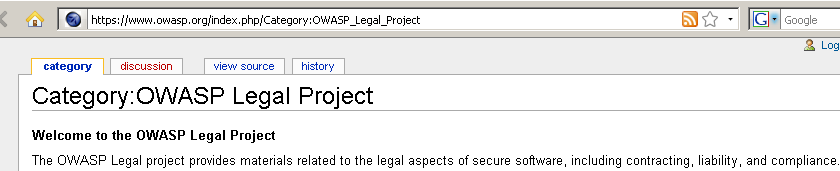 https://www.owasp.org/index.php/Category:OWASP_Legal_Project
G Google
Log
category discussion view source history
Category:OWASP Legal Project
Welcome to the OWASP Legal Project
The OWASP Legal project provides materials related to the legal aspects of secure software, including contracting, liability, and compliance.